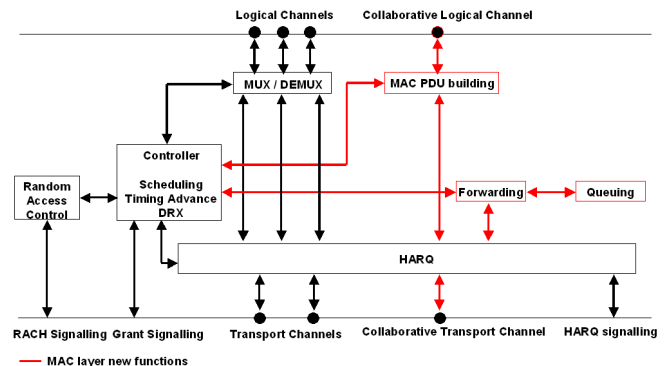 Logical Channels
Collaborative Logical Channel
MUX / DEMUX
MAC PDU building
Controller
Scheduling
Timing Advance
DRX
Random
Access
Control
Forwarding
Queuing
HARQ
RACH Signalling
Grant Signalling
Transport Channels
Collaborative Transport Channel
HARQ signalling
MAC layer new functions